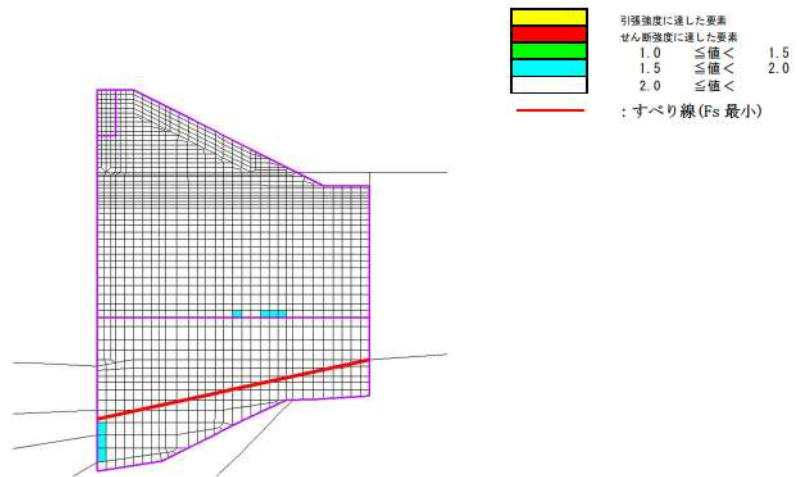 引張強度に達した要素
せん断強度に達した要素
1.0 ≦値< 1.5
1.5 ≦値< 2.0
2.0 ≦値<
：すべり線(Fs 最小)